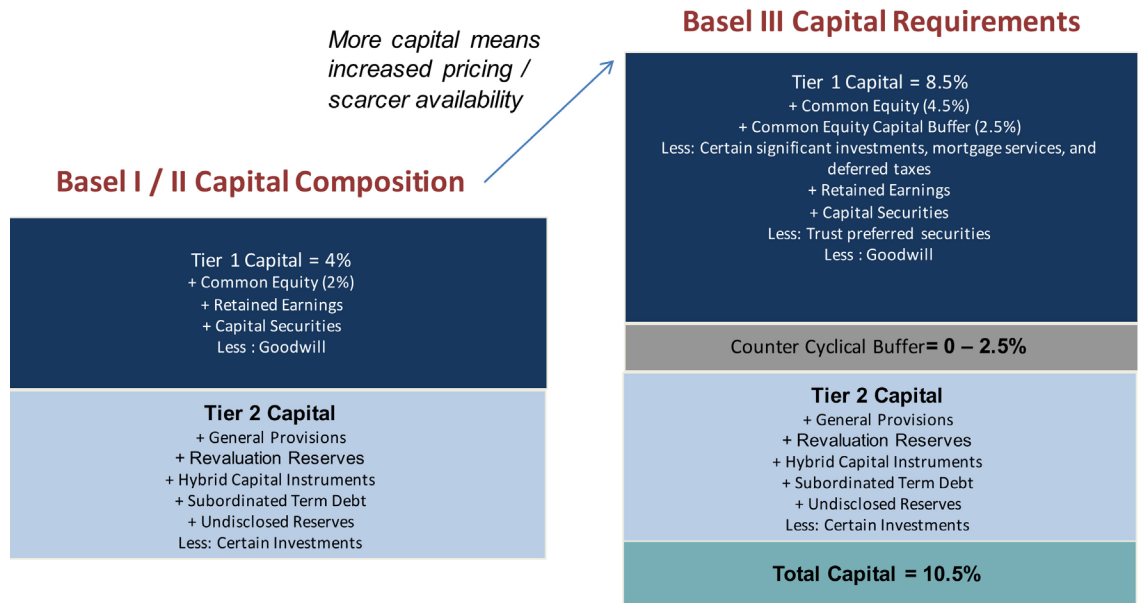 More capital means
increased pricing /
scarcer availability
Basel I / II Capital Composition
Tier 1 Capital = 4%
+ Common Equity (2%)
+ Retained Earnings
+ Capital Securities
Less : Goodwill
Tier 2 Capital
+ General Provisions
+ Revaluation Reserves
+ Hybrid Capital Instruments
+ Subordinated Term Debt
+ Undisclosed Reserves
Less: Certain Investments
Basel III Capital Requirements
Tier 1 Capital = 8.5%
+ Common Equity (4.5%)
+ Common Equity Capital Buffer (2.5%)
Less: Certain significant investments, mortgage services, and
deferred taxes
+ Retained Earnings
+ Capital Securities
Less: Trust preferred securities
Less : Goodwill
Counter Cyclical Buffer= 0 – 2.5%
Tier 2 Capital
+ General Provisions
+ Revaluation Reserves
+ Hybrid Capital Instruments
+ Subordinated Term Debt
+ Undisclosed Reserves
Less: Certain Investments
Total Capital = 10.5%